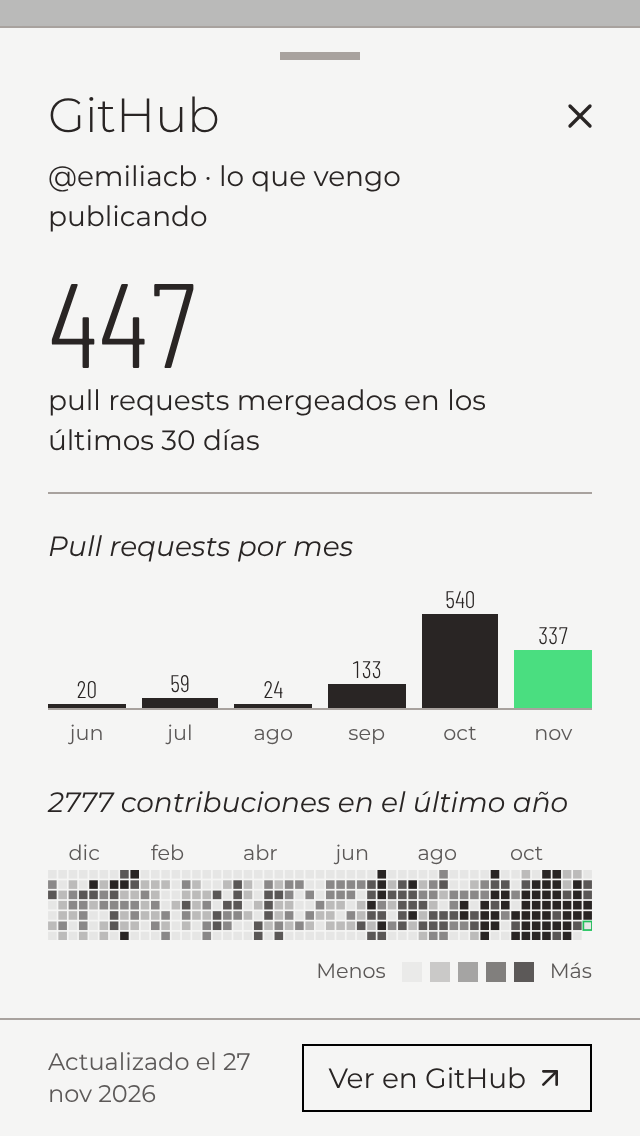 GitHub
@emiliacb · lo que vengo
publicando
447
pull requests mergeados en los
últimos 30 días
Pull requests por mes
20 59 24 133 540 337
jun jul ago sep oct nov
2777 contribuciones en el último año
dic feb abr jun ago oct
Menos Más
Actualizado el 27
nov 2026
Ver en GitHub